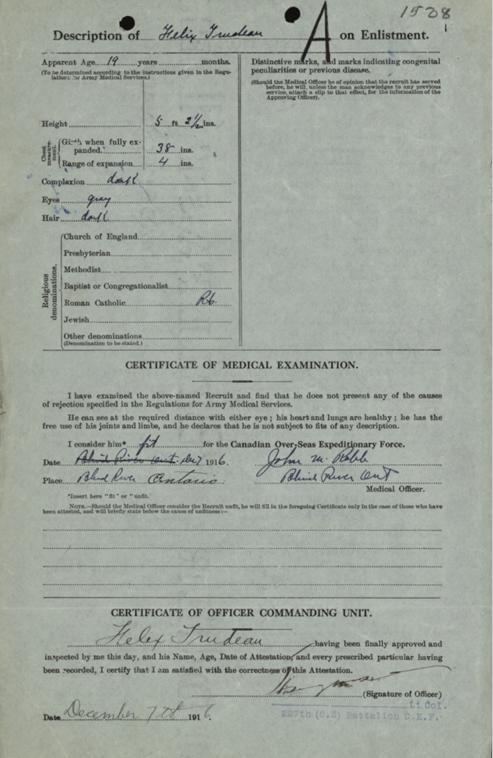 1528
Description of Helix Trudeau A on Enlistment.
Apparent Age 19 years months.
(To be determined according to the instructions given in the Regulations for Army Medical Services.)
Height 5 ft 2½ ins.
Chest measurement. Girth when fully expanded. 38 ins.
Range of expansion 4 ins.
Complexion dark
Eyes gray
Hair dark
Religious denominations.
Church of England
Presbyterian
Methodist
Baptist or Congregationalist
Roman Catholic RC
Jewish
Other denominations
(Denomination to be stated.)
Distinctive marks, and marks indicating congenital
peculiarities or previous disease.
(Should the Medical Officer be of opinion that the recruit has served
before, he will, unless the man acknowledges to any previous
service, attach a slip to that effect, for the information of the
Approving Officer).
CERTIFICATE OF MEDICAL EXAMINATION.
I have examined the above-named Recruit and find that he does not present any of the causes
of rejection specified in the Regulations for Army Medical Services.
He can see at the required distance with either eye; his heart and lungs are healthy; he has the
free use of his joints and limbs, and he declares that he is not subject to fits of any description.
I consider him* fit for the Canadian Over-Seas Expeditionary Force.
Date Blind River Ont. 1916.
John M. Robb
Place Blind River Ontario
Blind River Ont
Medical Officer.
*Insert here "fit" or "unfit."
NOTE.—Should the Medical Officer consider the Recruit unfit, he will fill in the foregoing Certificate only in the case of those who have
been attested, and will briefly state below the cause of unfitness:—
CERTIFICATE OF OFFICER COMMANDING UNIT.
Helex Trudeau having been finally approved and
inspected by me this day, and his Name, Age, Date of Attestation, and every prescribed particular having
been recorded, I certify that I am satisfied with the correctness of this Attestation.
(Signature of Officer)
Lt Col.
227th (O.S) Battalion C.E.F.
Date December 7th 1916